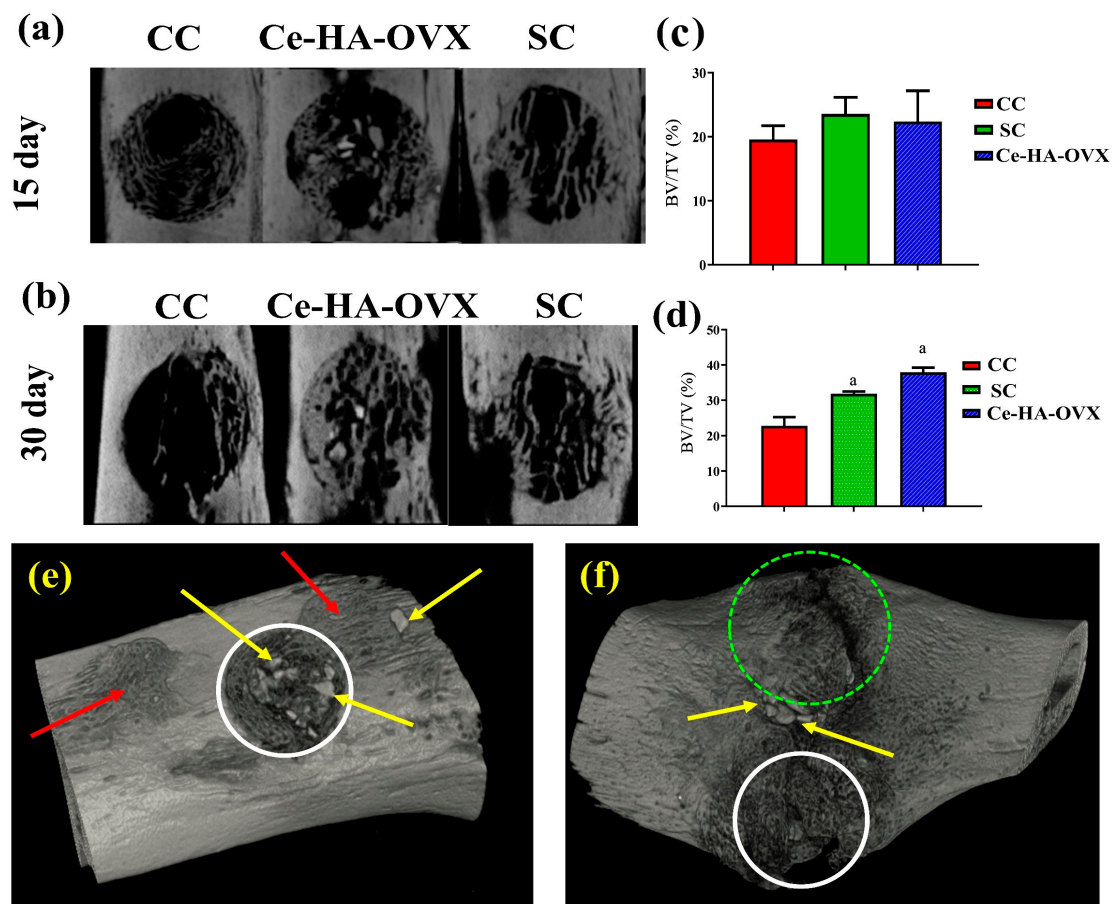 (a)
CC Ce-HA-OVX SC
15 day
(c)
BV/TV (%)
30
20
10
0
CC
SC
Ce-HA-OVX
(b)
CC Ce-HA-OVX SC
30 day
(d)
BV/TV (%)
50
40
30
20
10
0
a
a
CC
SC
Ce-HA-OVX
(e)
(f)